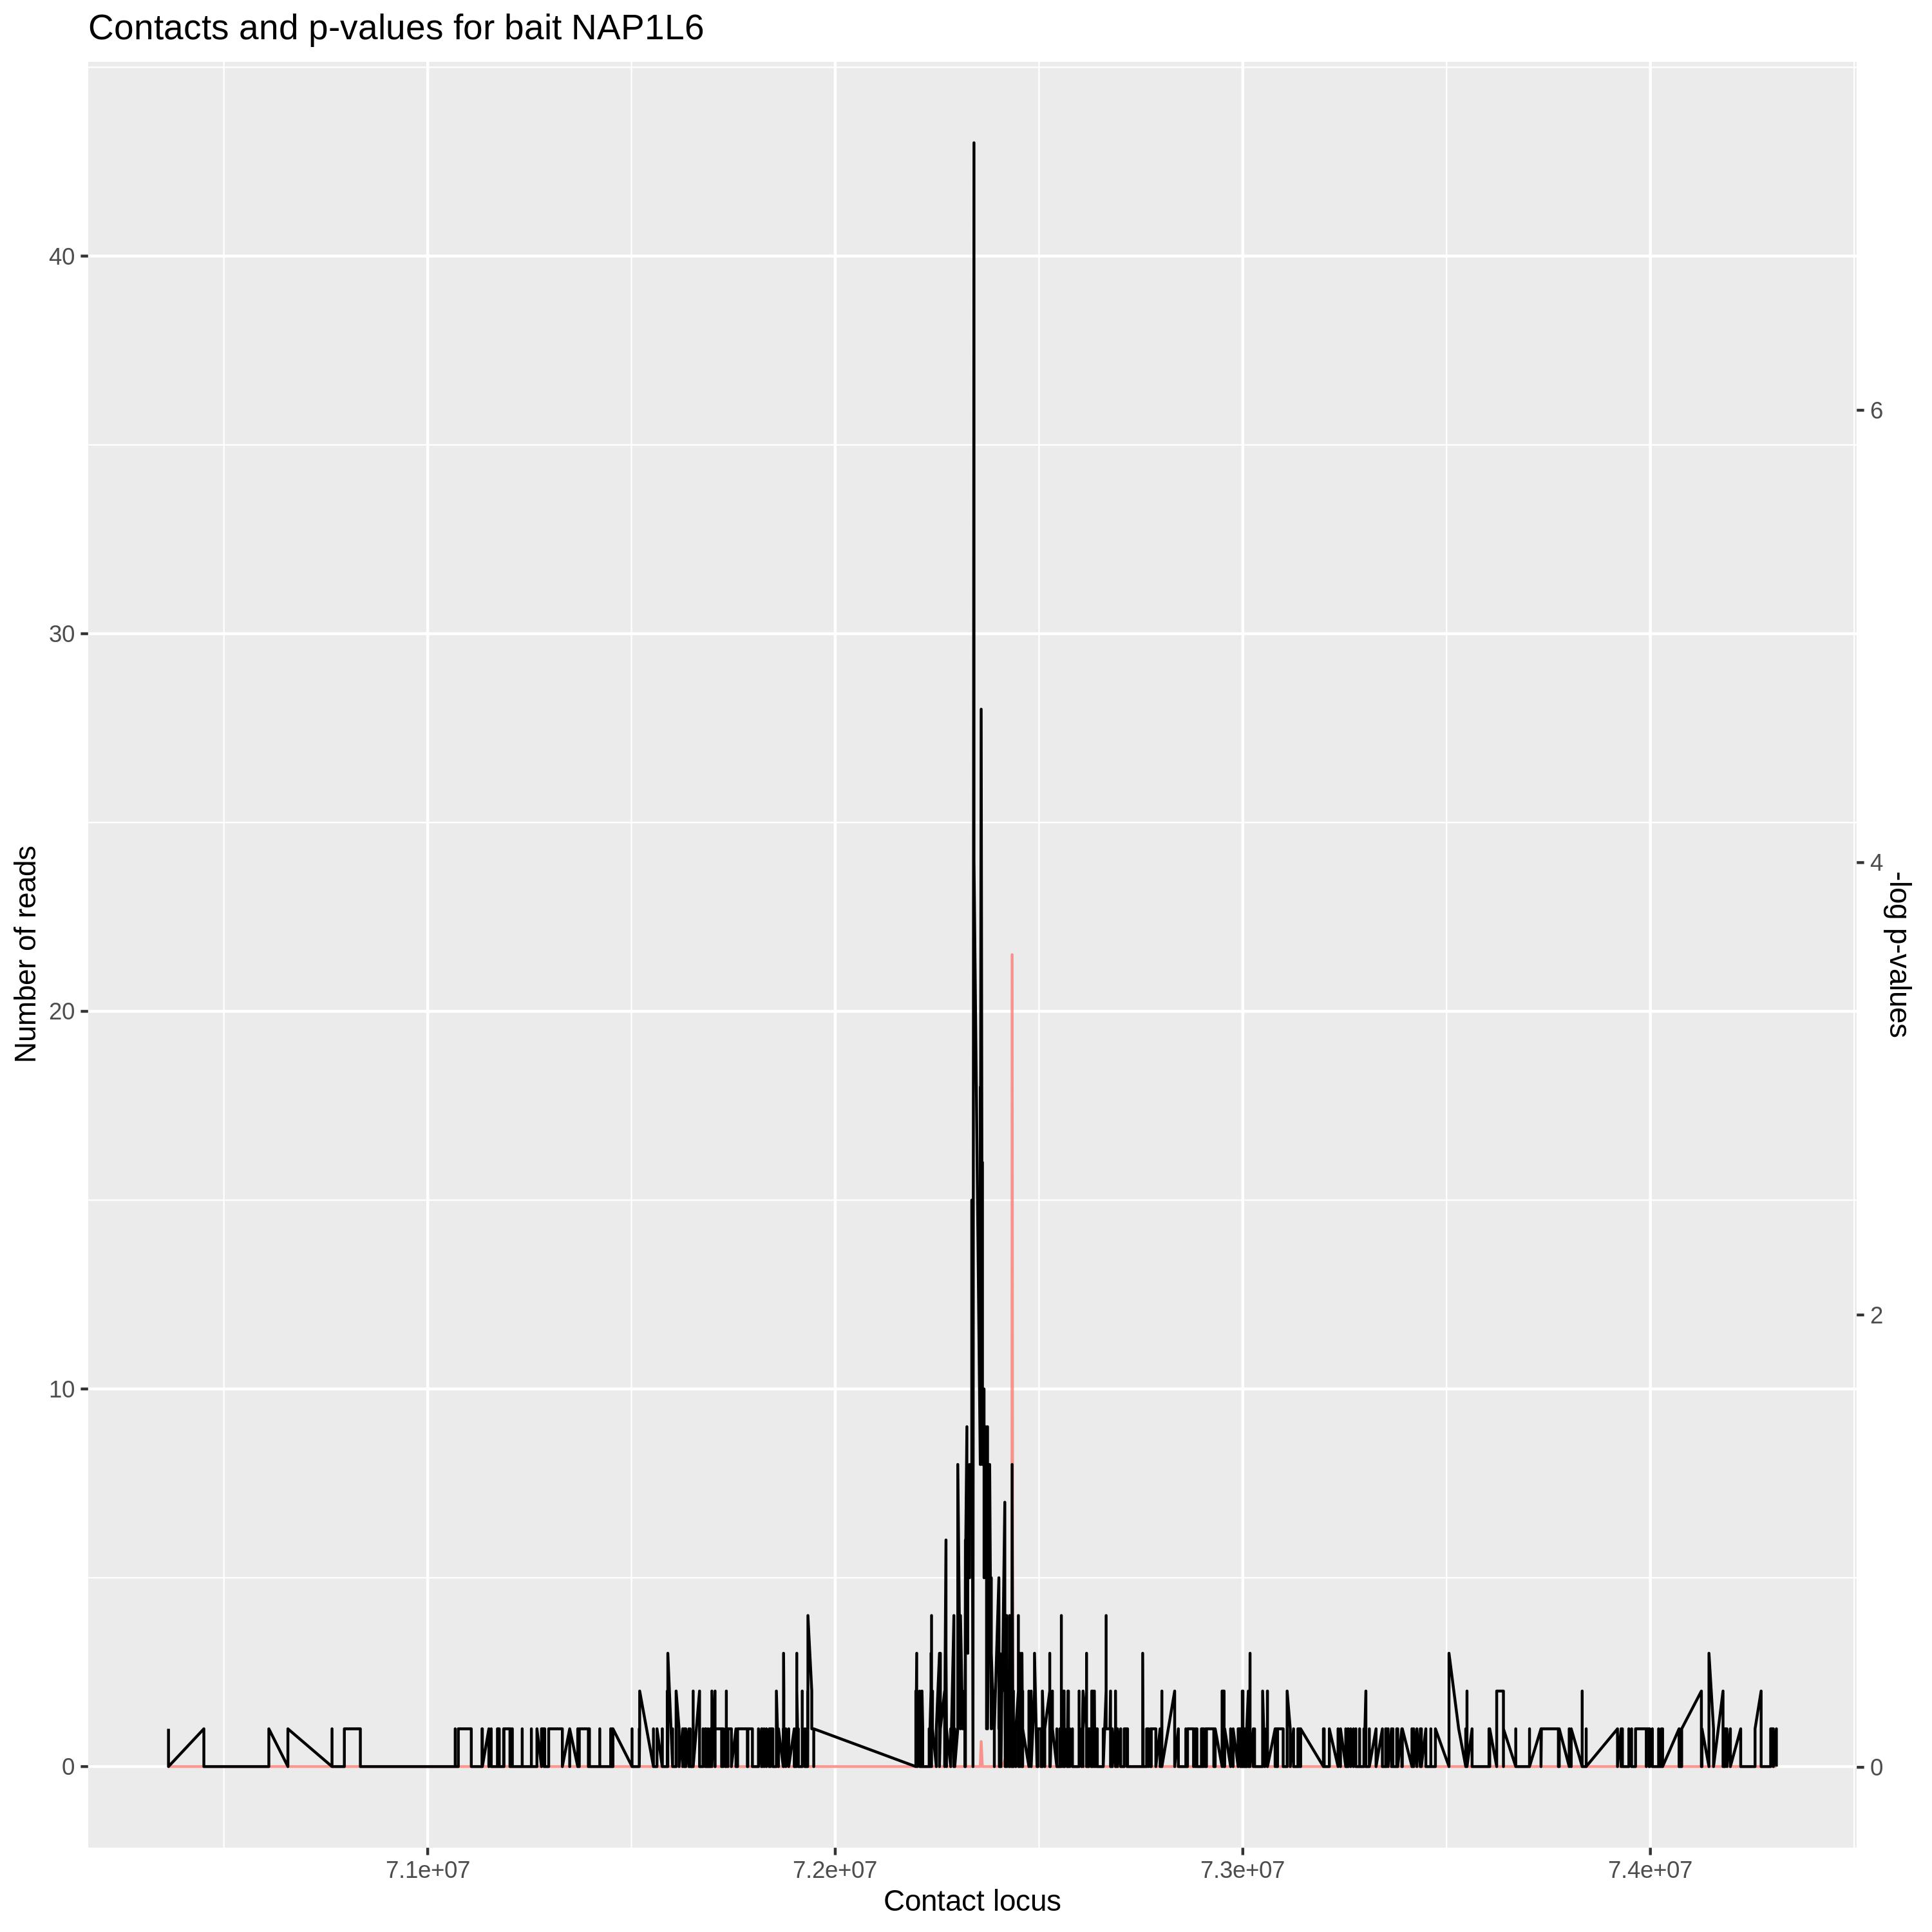 Contacts and p-values for bait NAP1L6
40
30
20
10
0
Number of reads
6
4
2
0
-log p-values
7.1e+07
7.2e+07
7.3e+07
7.4e+07
Contact locus